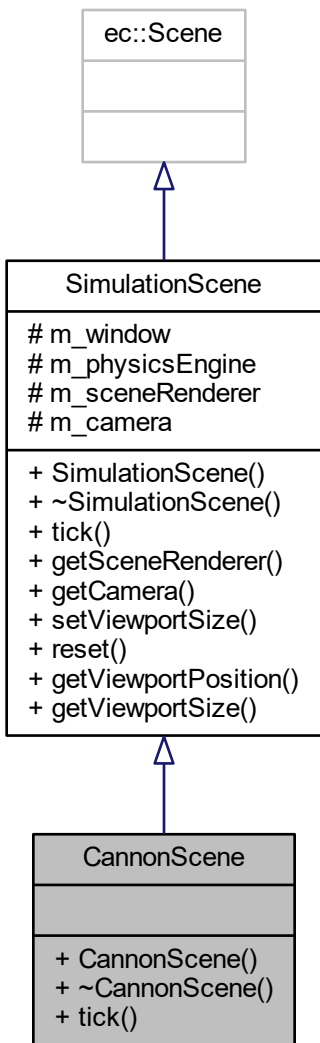 ec::Scene
SimulationScene
# m_window
# m_physicsEngine
# m_sceneRenderer
# m_camera
+ SimulationScene()
+ ~SimulationScene()
+ tick()
+ getSceneRenderer()
+ getCamera()
+ setViewportSize()
+ reset()
+ getViewportPosition()
+ getViewportSize()
CannonScene
+ CannonScene()
+ ~CannonScene()
+ tick()